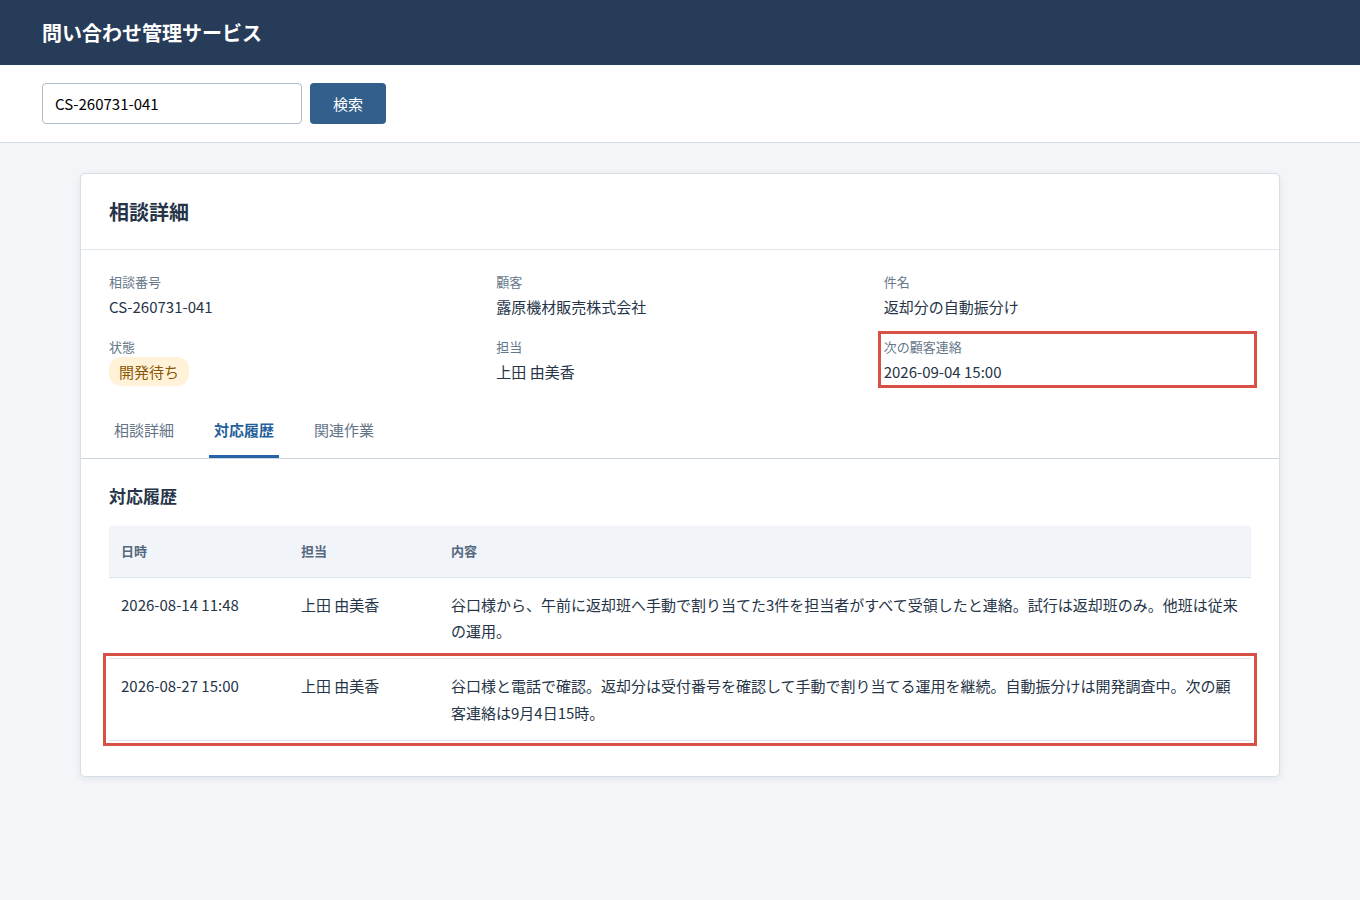 問い合わせ管理サービス
CS-260731-041
検索
相談詳細
相談番号
顧客
件名
CS-260731-041
露原機材販売株式会社
返却分の自動振分け
状態
担当
次の顧客連絡
開発待ち
上田 由美香
2026-09-04 15:00
相談詳細
対応履歴
関連作業
対応履歴
日時
担当
内容
2026-08-14 11:48
上田 由美香
谷口様から、午前に返却班へ手動で割り当てた3件を担当者がすべて受領したと連絡。試行は返却班のみ。他班は従来
の運用。
2026-08-27 15:00
上田 由美香
谷口様と電話で確認。返却分は受付番号を確認して手動で割り当てる運用を継続。自動振分けは開発調査中。次の顧
客連絡は9月4日15時。